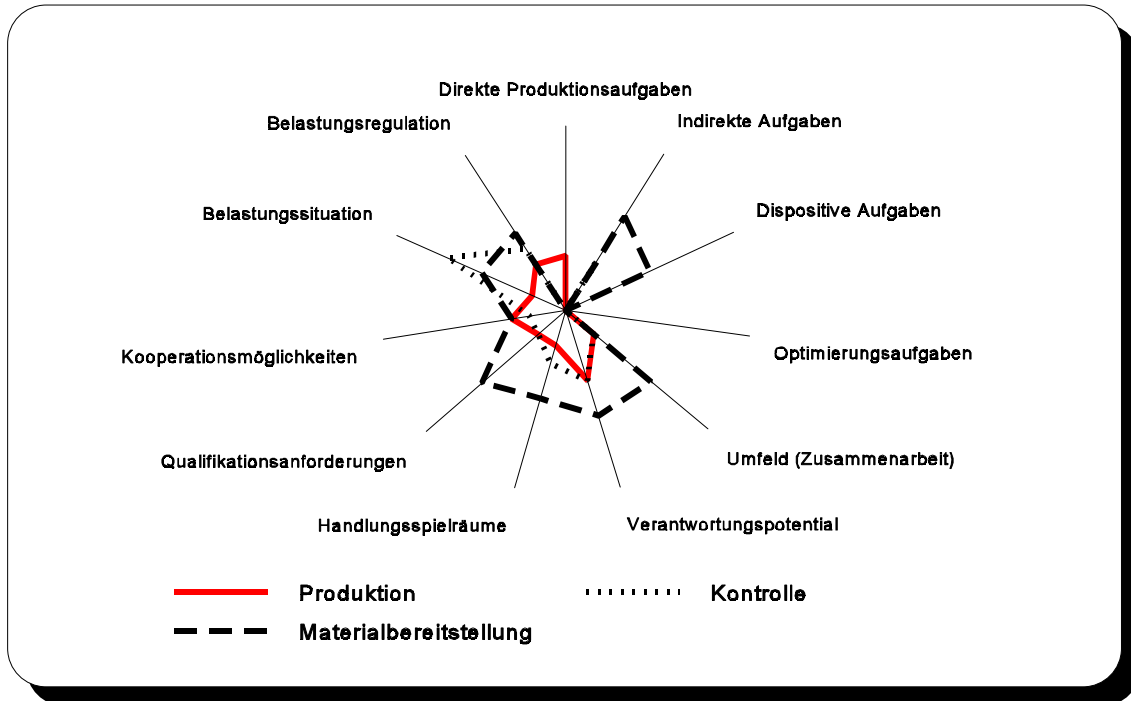 Direkte Produktionsaufgaben
Belastungsregulation
Indirekte Aufgaben
Belastungssituation
Dispositive Aufgaben
Kooperationsmöglichkeiten
Optimierungsaufgaben
Qualifikationsanforderungen
Umfeld (Zusammenarbeit)
Handlungsspielräume
Verantwortungspotential
Produktion
Kontrolle
Materialbereitstellung